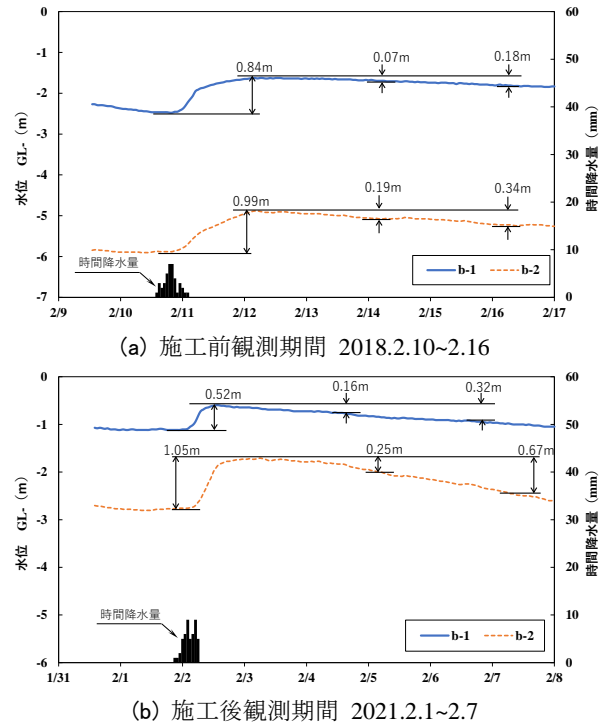 0
-1
-2
-3
-4
-5
-6
-7
水位 GL-（m）
60
50
40
30
20
10
0
時間降水量（mm）
0.84m
0.07m
0.18m
0.99m
0.19m
0.34m
時間降水量
b-1 b-2
2/9 2/10 2/11 2/12 2/13 2/14 2/15 2/16 2/17
(a) 施工前観測期間 2018.2.10~2.16
0
-1
-2
-3
-4
-5
-6
水位 GL-（m）
60
50
40
30
20
10
0
時間降水量（mm）
0.52m
0.16m
0.32m
1.05m
0.25m
0.67m
時間降水量
b-1 b-2
1/31 2/1 2/2 2/3 2/4 2/5 2/6 2/7 2/8
(b) 施工後観測期間 2021.2.1~2.7